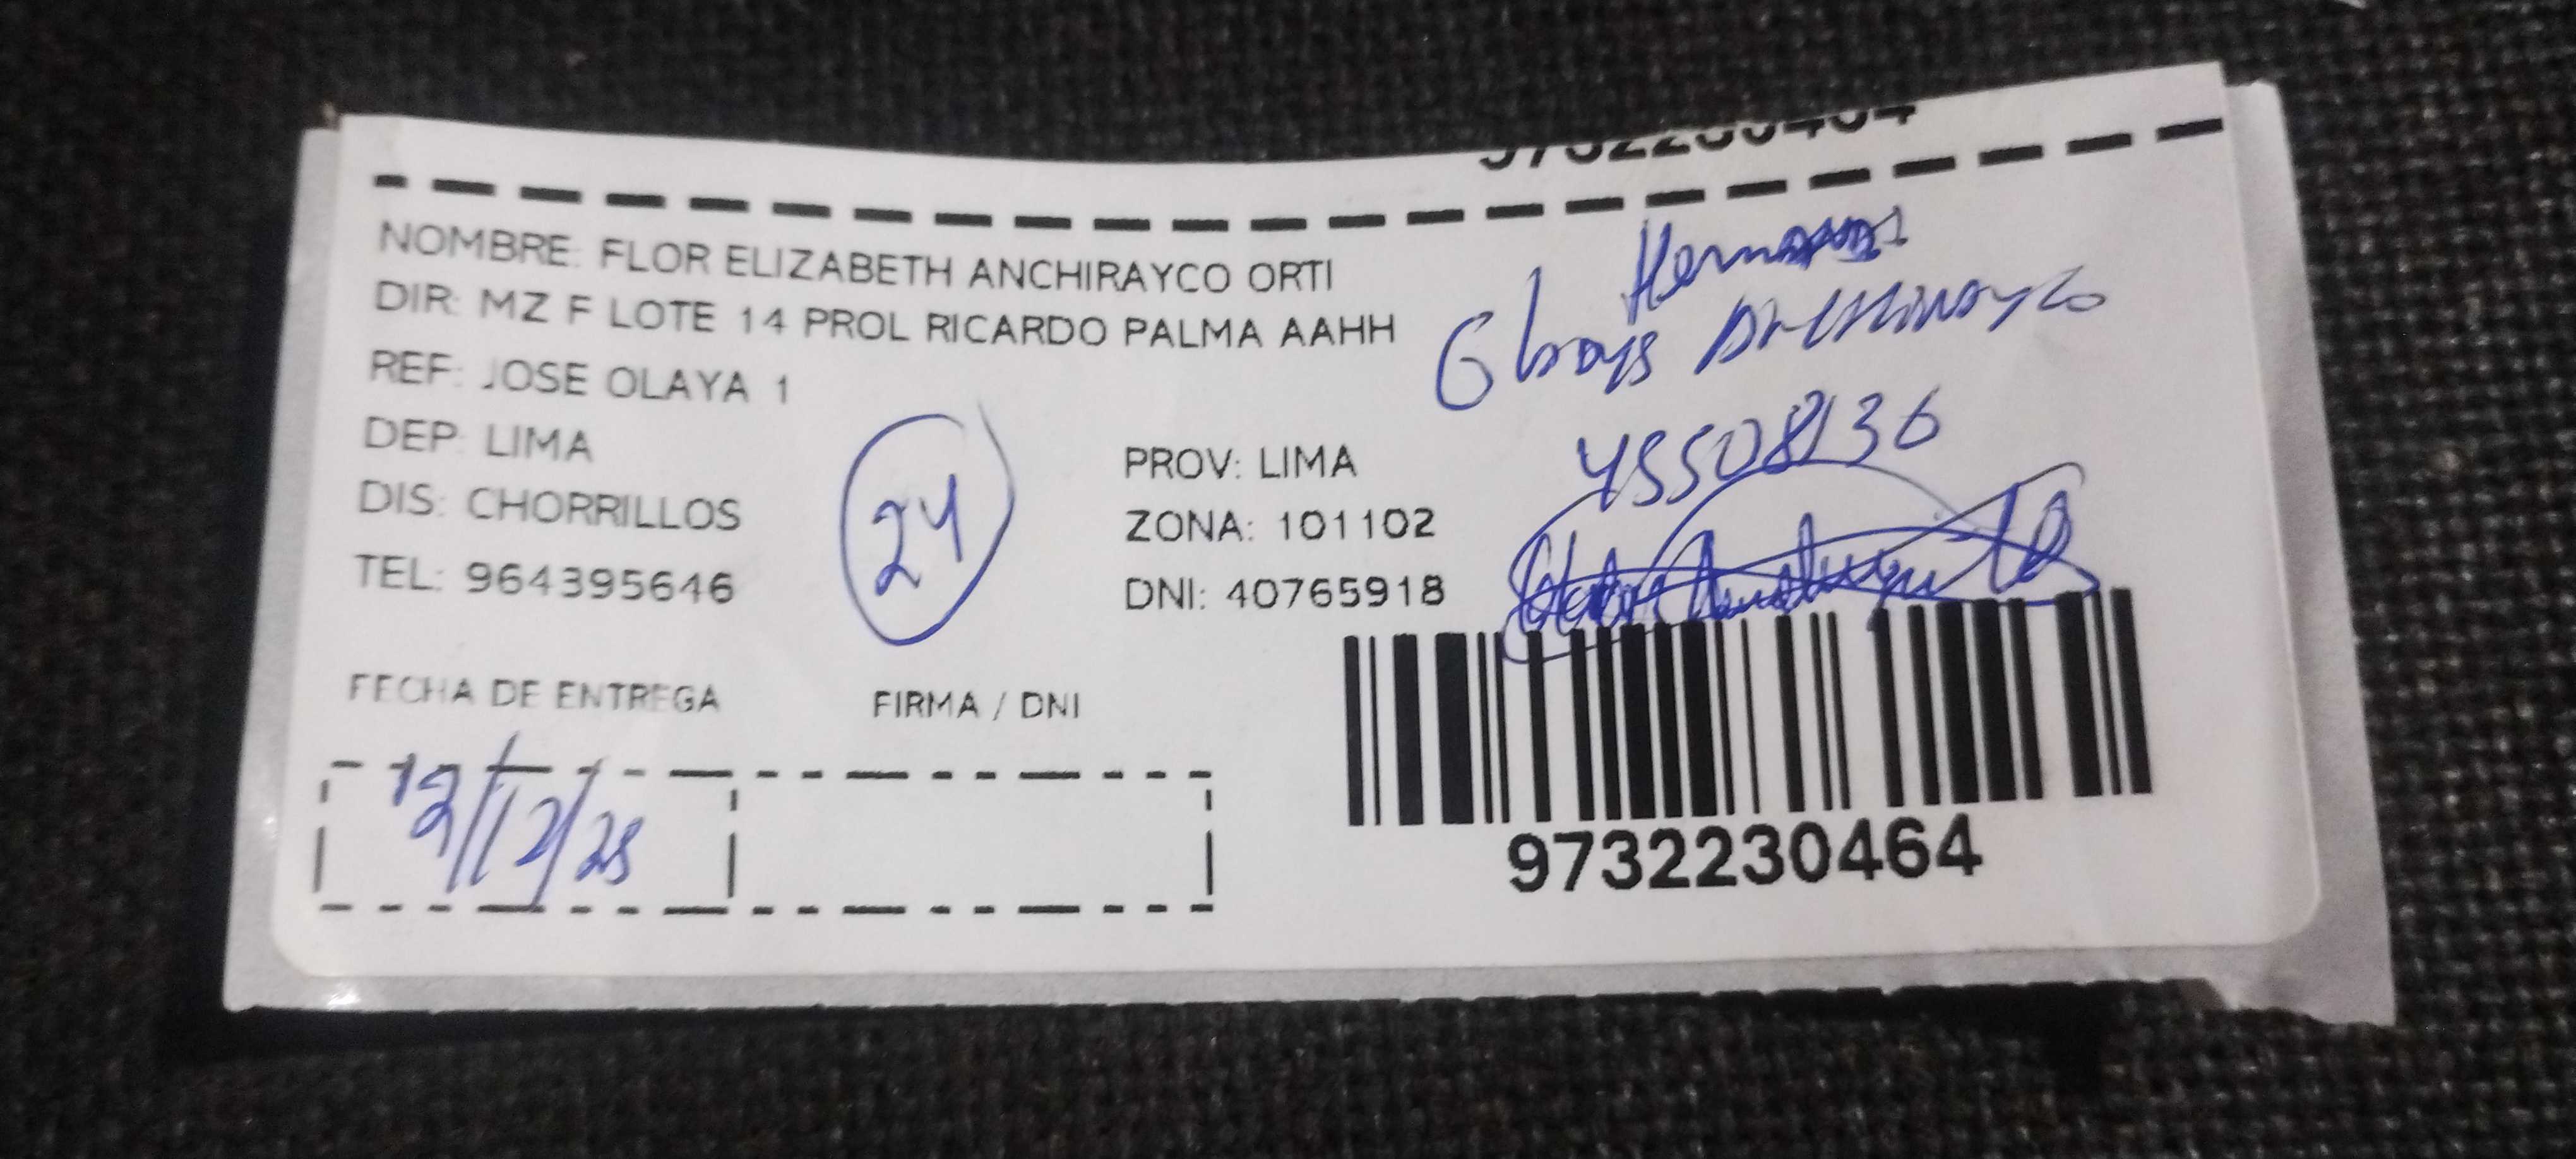 NOMBRE: FLOR ELIZABETH ANCHIRAYCO ORTI
DIR: MZ F LOTE 14 PROL RICARDO PALMA AAHH
REF: JOSE OLAYA 1
DEP: LIMA
PROV: LIMA
DIS: CHORRILLOS
ZONA: 101102
TEL: 964395646
DNI: 40765918
24
45508136
FECHA DE ENTREGA
FIRMA / DNI
12/12/25
9732230464